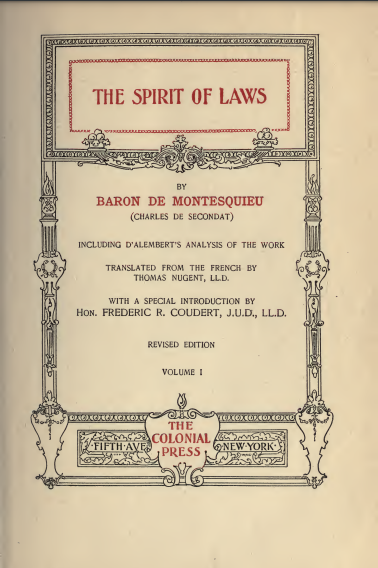 THE SPIRIT OF LAWS
BY
BARON DE MONTESQUIEU
(CHARLES DE SECONDAT)
INCLUDING D'ALEMBERT'S ANALYSIS OF THE WORK
TRANSLATED FROM THE FRENCH BY
THOMAS NUGENT, LL.D.
WITH A SPECIAL INTRODUCTION BY
HON. FREDERIC R. COUDERT, J.U.D., LL.D.
REVISED EDITION
VOLUME I
THE
COLONIAL
PRESS
·FIFTH·AVE
NEW·YORK·